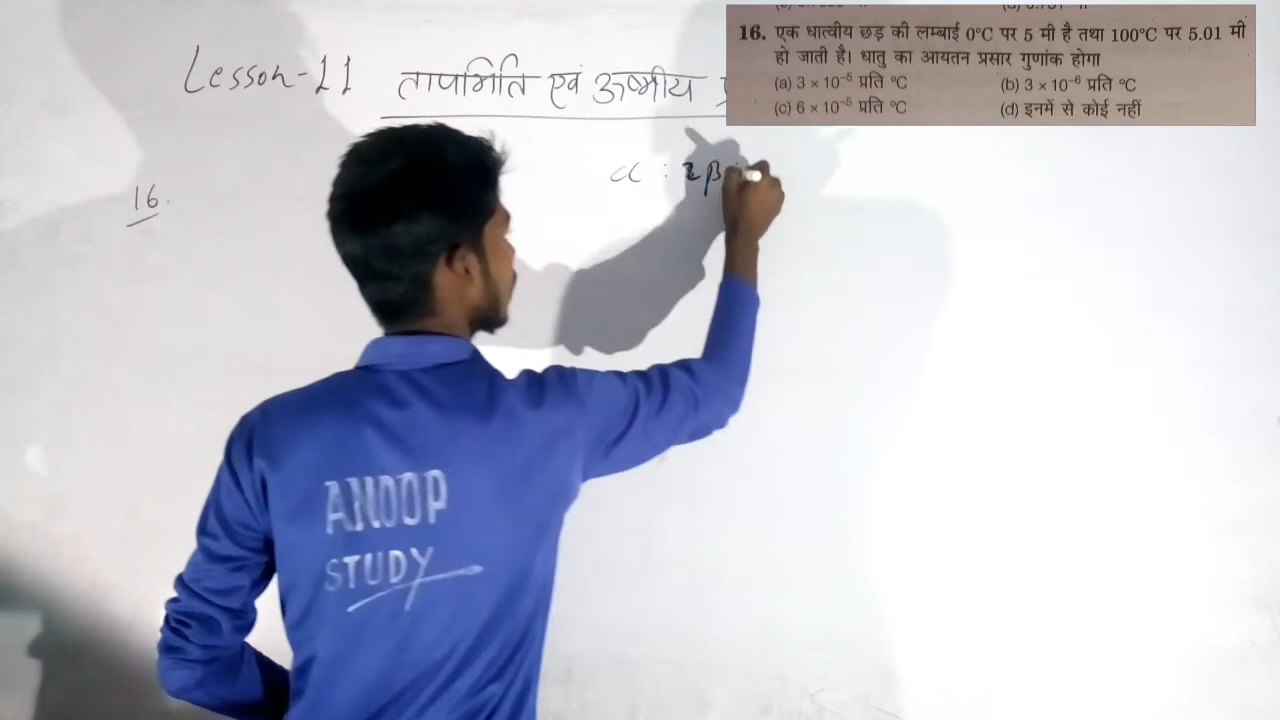 Lesson-11 तापमिति एवं ऊष्मीय
16. एक धात्वीय छड़ की लम्बाई 0°C पर 5 मी है तथा 100°C पर 5.01 मी
हो जाती है। धातु का आयतन प्रसार गुणांक होगा
(a) 3 × 10⁻⁵ प्रति °C (b) 3 × 10⁻⁶ प्रति °C
(c) 6 × 10⁻⁵ प्रति °C (d) इनमें से कोई नहीं
α : 2β
16.
ANOOP
STUDY